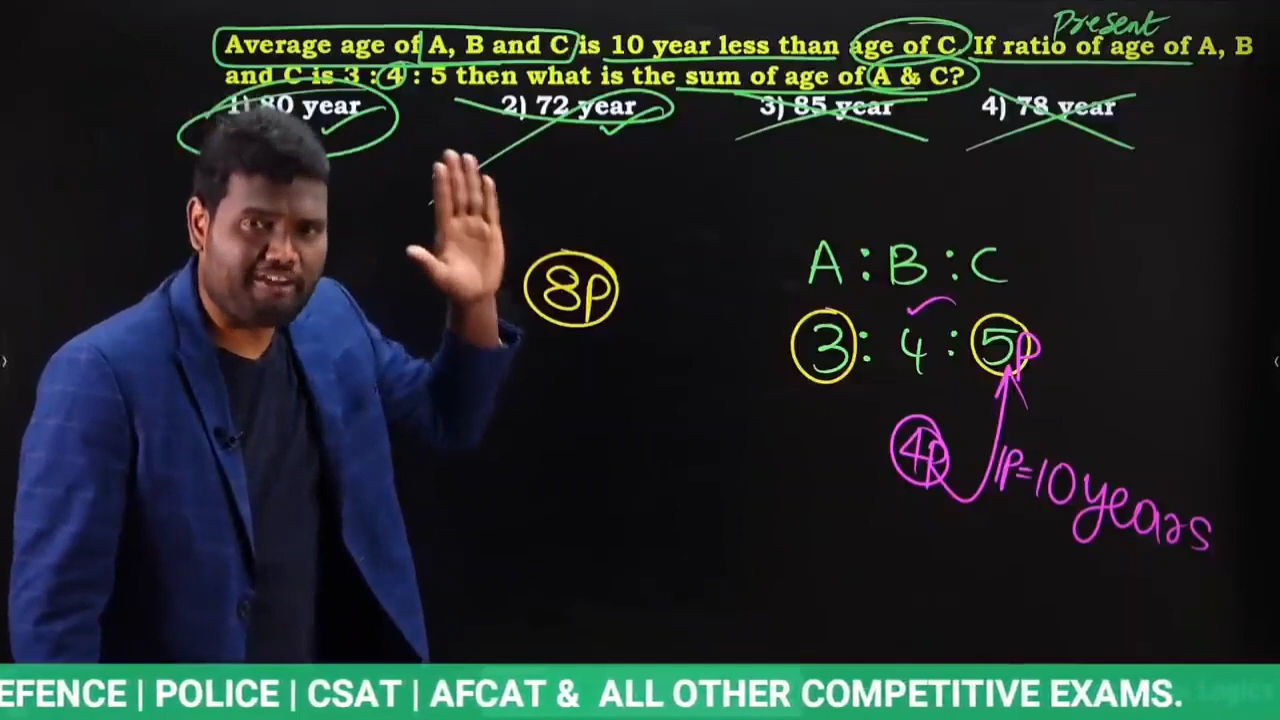 Present
Average age of A, B and C is 10 year less than age of C. If ratio of age of A, B
and C is 3 : 4 : 5 then what is the sum of age of A & C?
1) 80 year 2) 72 year 3) 85 year 4) 78 year
A : B : C
8P
3 : 4 : 5P
4P
1P=10years
EFENCE | POLICE | CSAT | AFCAT & ALL OTHER COMPETITIVE EXAMS.